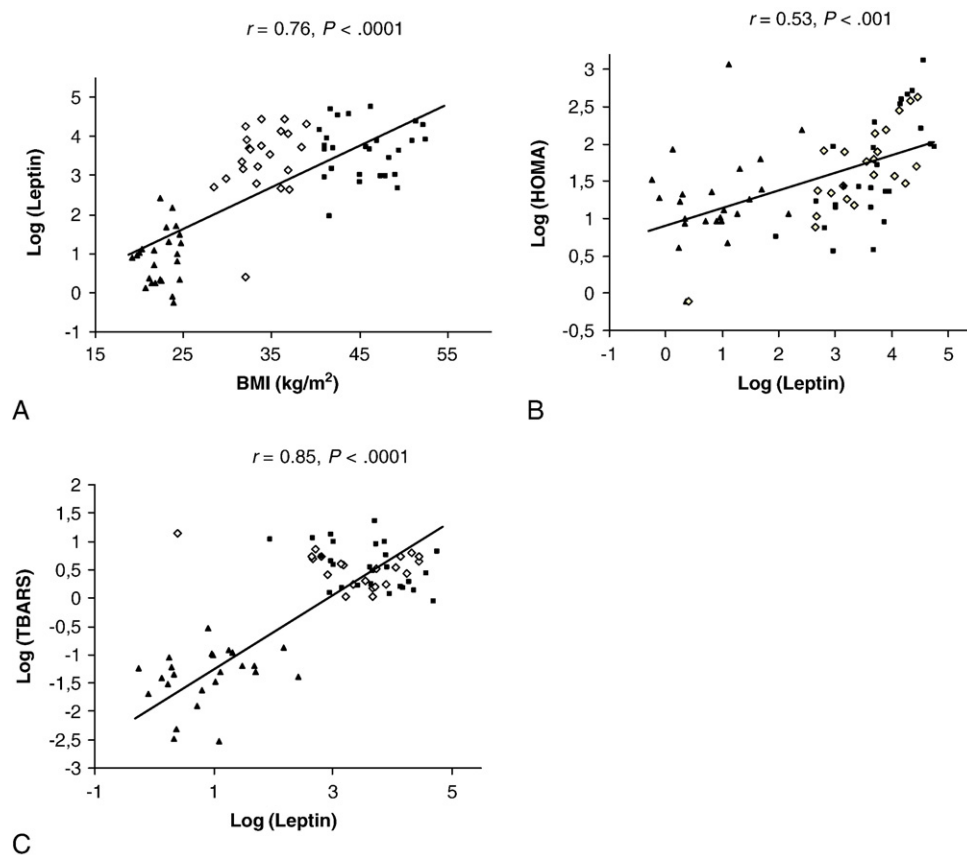 r = 0.76, P < .0001
Log (Leptin)
5
4
3
2
1
0
-1
15 25 35 45 55
BMI (kg/m²)
A
r = 0.53, P < .001
Log (HOMA)
3
2,5
2
1,5
1
0,5
0
-0,5
-1 0 1 2 3 4 5
Log (Leptin)
B
r = 0.85, P < .0001
Log (TBARS)
2
1,5
1
0,5
0
-0,5
-1
-1,5
-2
-2,5
-3
-1 1 3 5
Log (Leptin)
C